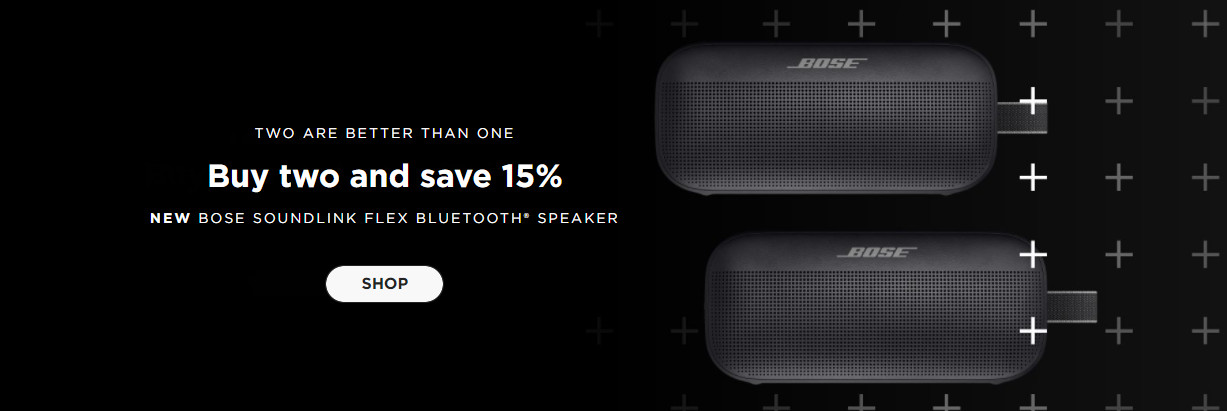 TWO ARE BETTER THAN ONE
Buy two and save 15%
NEW BOSE SOUNDLINK FLEX BLUETOOTH® SPEAKER
SHOP
BOSE
BOSE